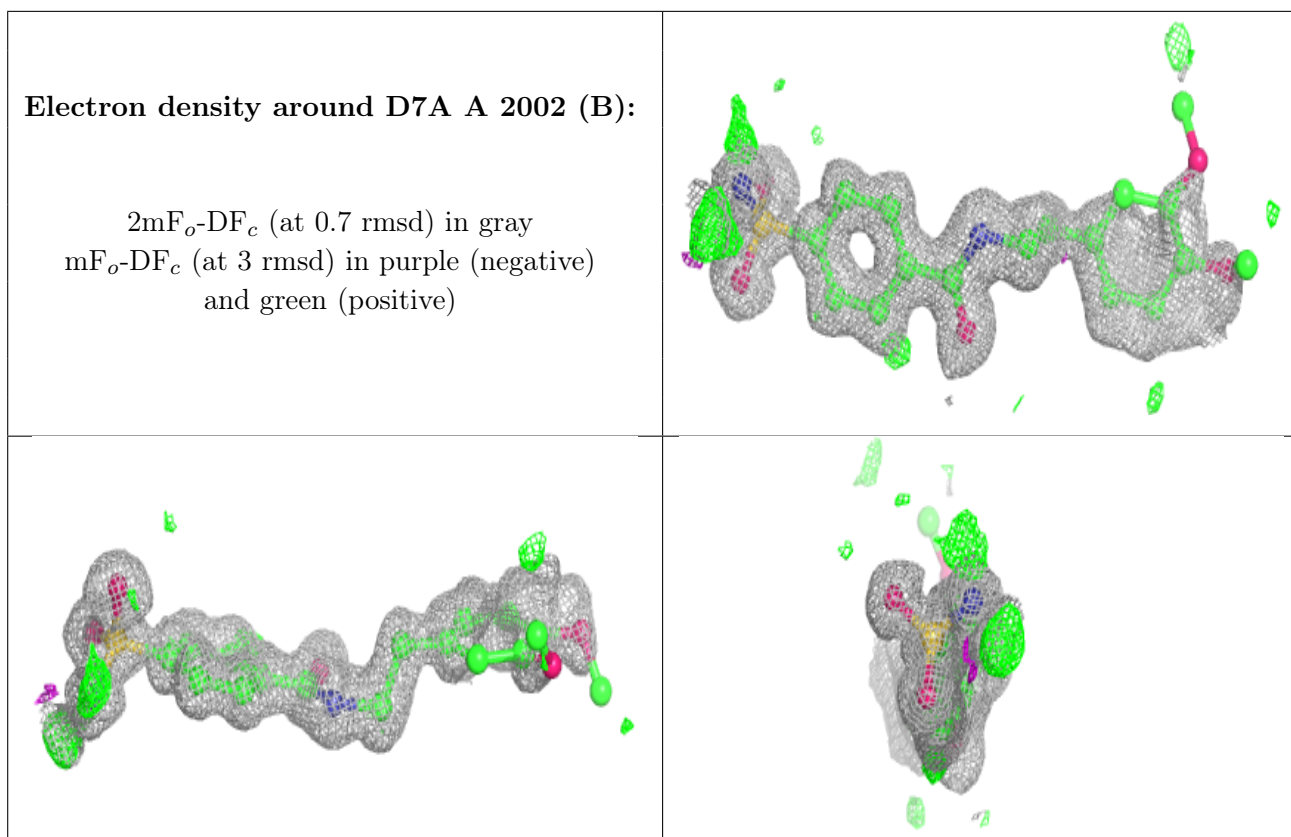 Electron density around D7A A 2002 (B):
2mFo-DFc (at 0.7 rmsd) in gray
mFo-DFc (at 3 rmsd) in purple (negative)
and green (positive)